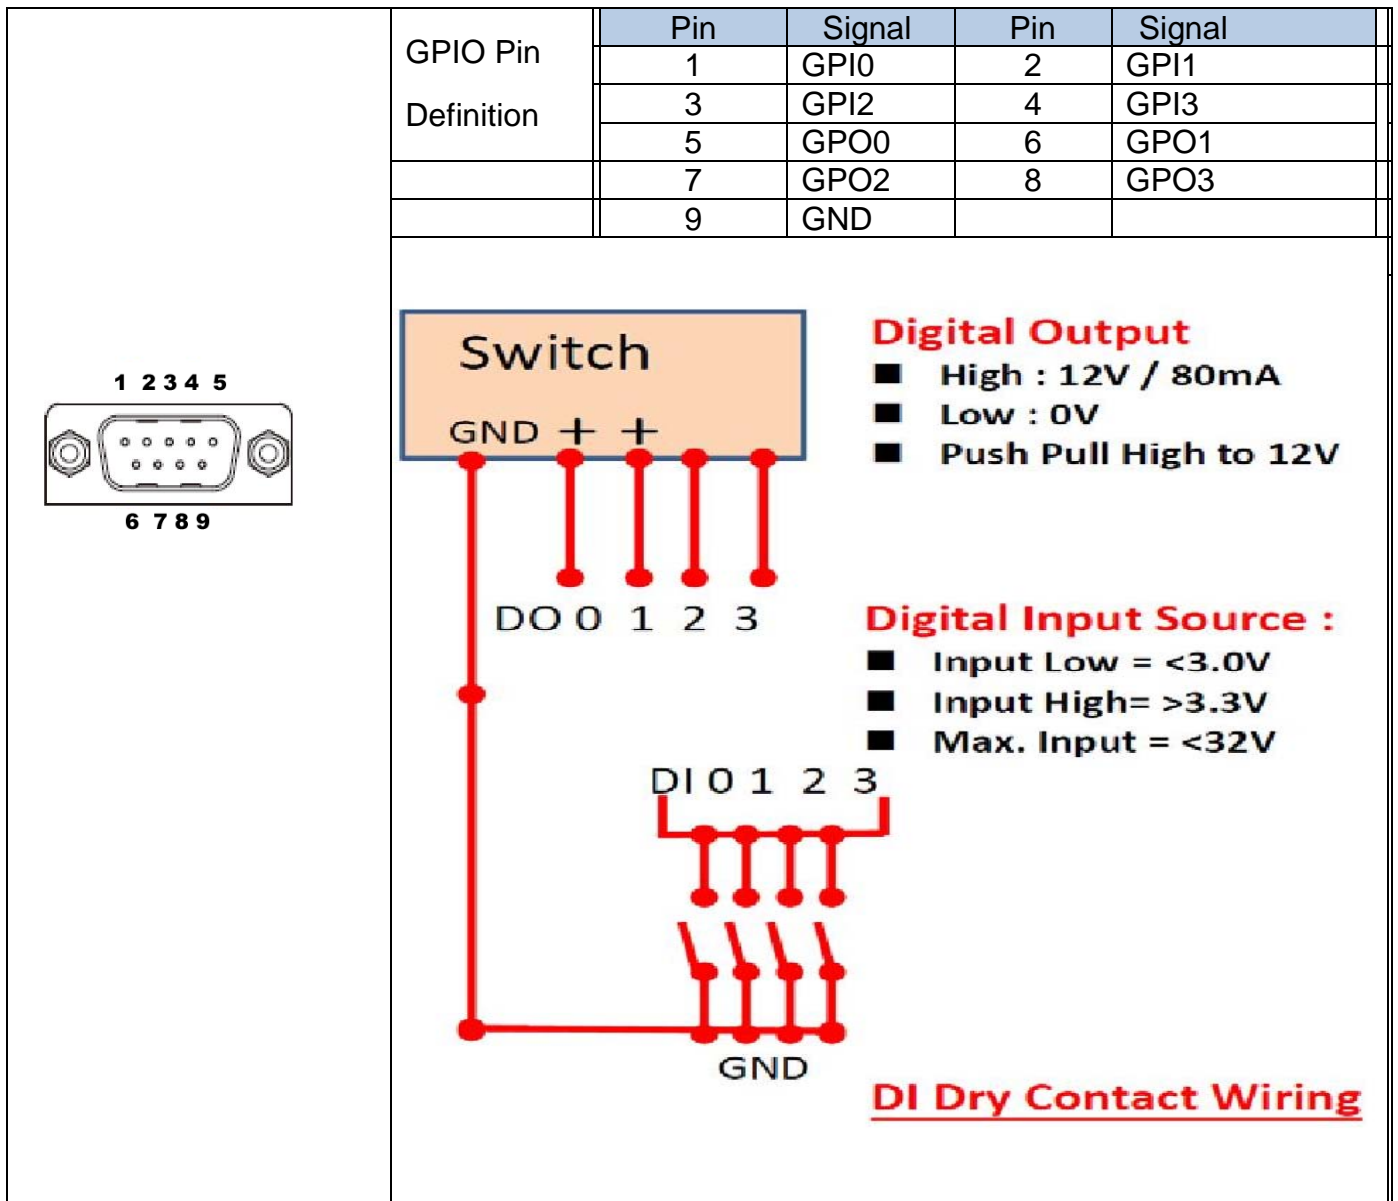 GPIO Pin
Definition
Pin Signal Pin Signal
1 GPI0 2 GPI1
3 GPI2 4 GPI3
5 GPO0 6 GPO1
7 GPO2 8 GPO3
9 GND
1 2 3 4 5
6 7 8 9
Switch
GND + +
DO 0 1 2 3
Digital Output
■ High : 12V / 80mA
■ Low : 0V
■ Push Pull High to 12V
Digital Input Source :
■ Input Low = <3.0V
■ Input High= >3.3V
■ Max. Input = <32V
DI 0 1 2 3
GND
DI Dry Contact Wiring